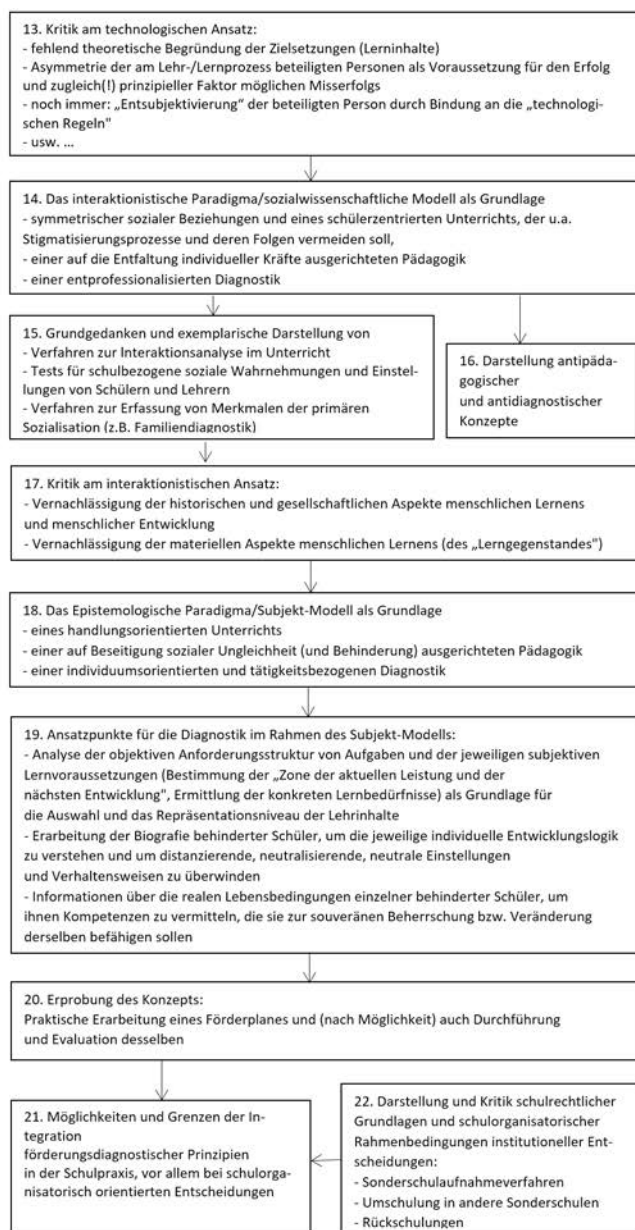 13. Kritik am technologischen Ansatz:
- fehlend theoretische Begründung der Zielsetzungen (Lerninhalte)
- Asymmetrie der am Lehr-/Lernprozess beteiligten Personen als Voraussetzung für den Erfolg
und zugleich(!) prinzipieller Faktor möglichen Misserfolgs
- noch immer: „Entsubjektivierung“ der beteiligten Person durch Bindung an die „technologi-
schen Regeln"
- usw. ...
14. Das interaktionistische Paradigma/sozialwissenschaftliche Modell als Grundlage
- symmetrischer sozialer Beziehungen und eines schülerzentrierten Unterrichts, der u.a.
Stigmatisierungsprozesse und deren Folgen vermeiden soll,
- einer auf die Entfaltung individueller Kräfte ausgerichteten Pädagogik
- einer entprofessionalisierten Diagnostik
15. Grundgedanken und exemplarische Darstellung von
- Verfahren zur Interaktionsanalyse im Unterricht
- Tests für schulbezogene soziale Wahrnehmungen und Einstel-
lungen von Schülern und Lehrern
- Verfahren zur Erfassung von Merkmalen der primären
Sozialisation (z.B. Familiendiagnostik)
16. Darstellung antipäda-
gogischer
und antidiagnostischer
Konzepte
17. Kritik am interaktionistischen Ansatz:
- Vernachlässigung der historischen und gesellschaftlichen Aspekte menschlichen Lernens
und menschlicher Entwicklung
- Vernachlässigung der materiellen Aspekte menschlichen Lernens (des „Lerngegenstandes")
18. Das Epistemologische Paradigma/Subjekt-Modell als Grundlage
- eines handlungsorientierten Unterrichts
- einer auf Beseitigung sozialer Ungleichheit (und Behinderung) ausgerichteten Pädagogik
- einer individuumsorientierten und tätigkeitsbezogenen Diagnostik
19. Ansatzpunkte für die Diagnostik im Rahmen des Subjekt-Modells:
- Analyse der objektiven Anforderungsstruktur von Aufgaben und der jeweiligen subjektiven
Lernvoraussetzungen (Bestimmung der „Zone der aktuellen Leistung und der
nächsten Entwicklung", Ermittlung der konkreten Lernbedürfnisse) als Grundlage für
die Auswahl und das Repräsentationsniveau der Lehrinhalte
- Erarbeitung der Biografie behinderter Schüler, um die jeweilige individuelle Entwicklungslogik
zu verstehen und um distanzierende, neutralisierende, neutrale Einstellungen
und Verhaltensweisen zu überwinden
- Informationen über die realen Lebensbedingungen einzelner behinderter Schüler, um
ihnen Kompetenzen zu vermitteln, die sie zur souveränen Beherrschung bzw. Veränderung
derselben befähigen sollen
20. Erprobung des Konzepts:
Praktische Erarbeitung eines Förderplanes und (nach Möglichkeit) auch Durchführung
und Evaluation desselben
21. Möglichkeiten und Grenzen der In-
tegration
förderungsdiagnostischer Prinzipien
in der Schulpraxis, vor allem bei schulorga-
nisatorisch orientierten Entscheidungen
22. Darstellung und Kritik schulrechtlicher
Grundlagen und schulorganisatorischer
Rahmenbedingungen institutioneller Ent-
scheidungen:
- Sonderschulaufnahmeverfahren
- Umschulung in andere Sonderschulen
- Rückschulungen